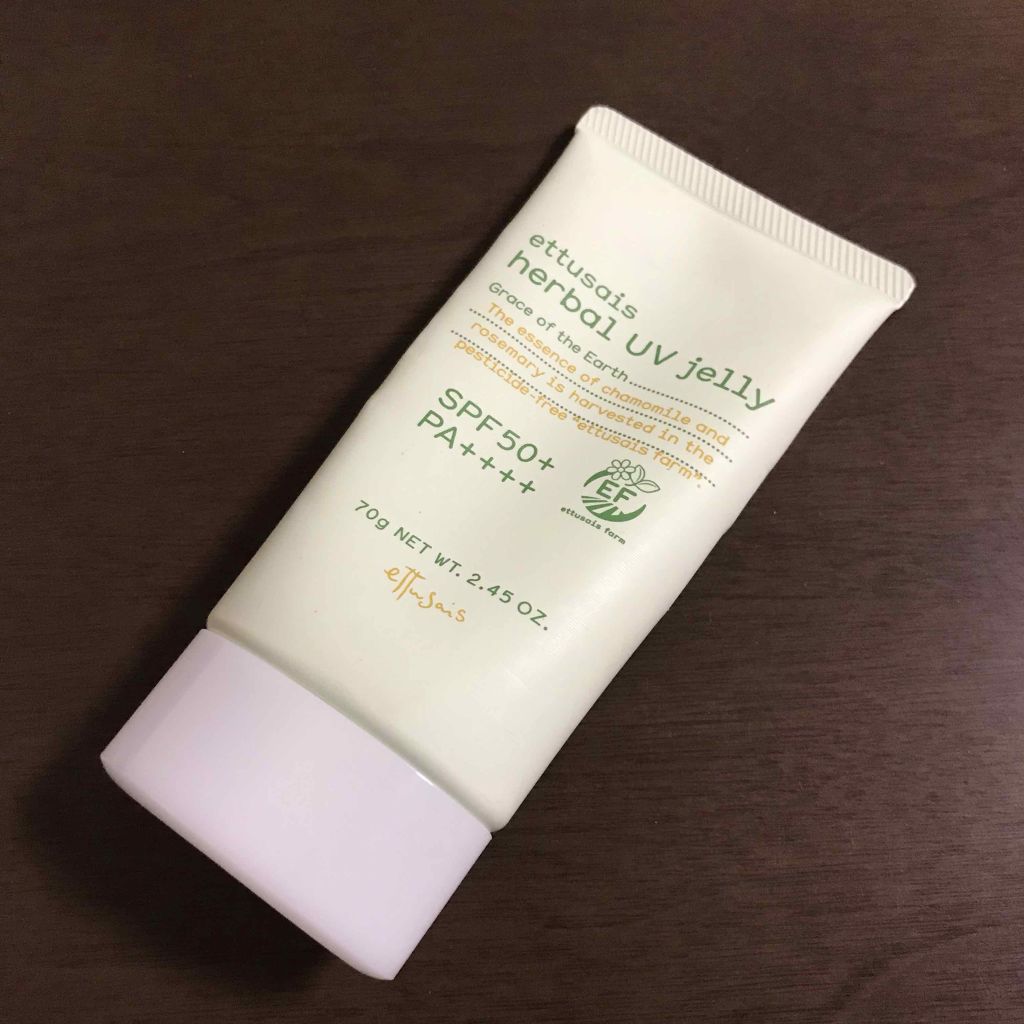 ettusais
herbal UV jelly
Grace of the Earth
The essence of chamomile and
rosemary is harvested in the
pesticide-free "ettusais farm".
SPF50+
PA++++
EF
ettusais farm
70g NET WT. 2.45 OZ.
ettusais